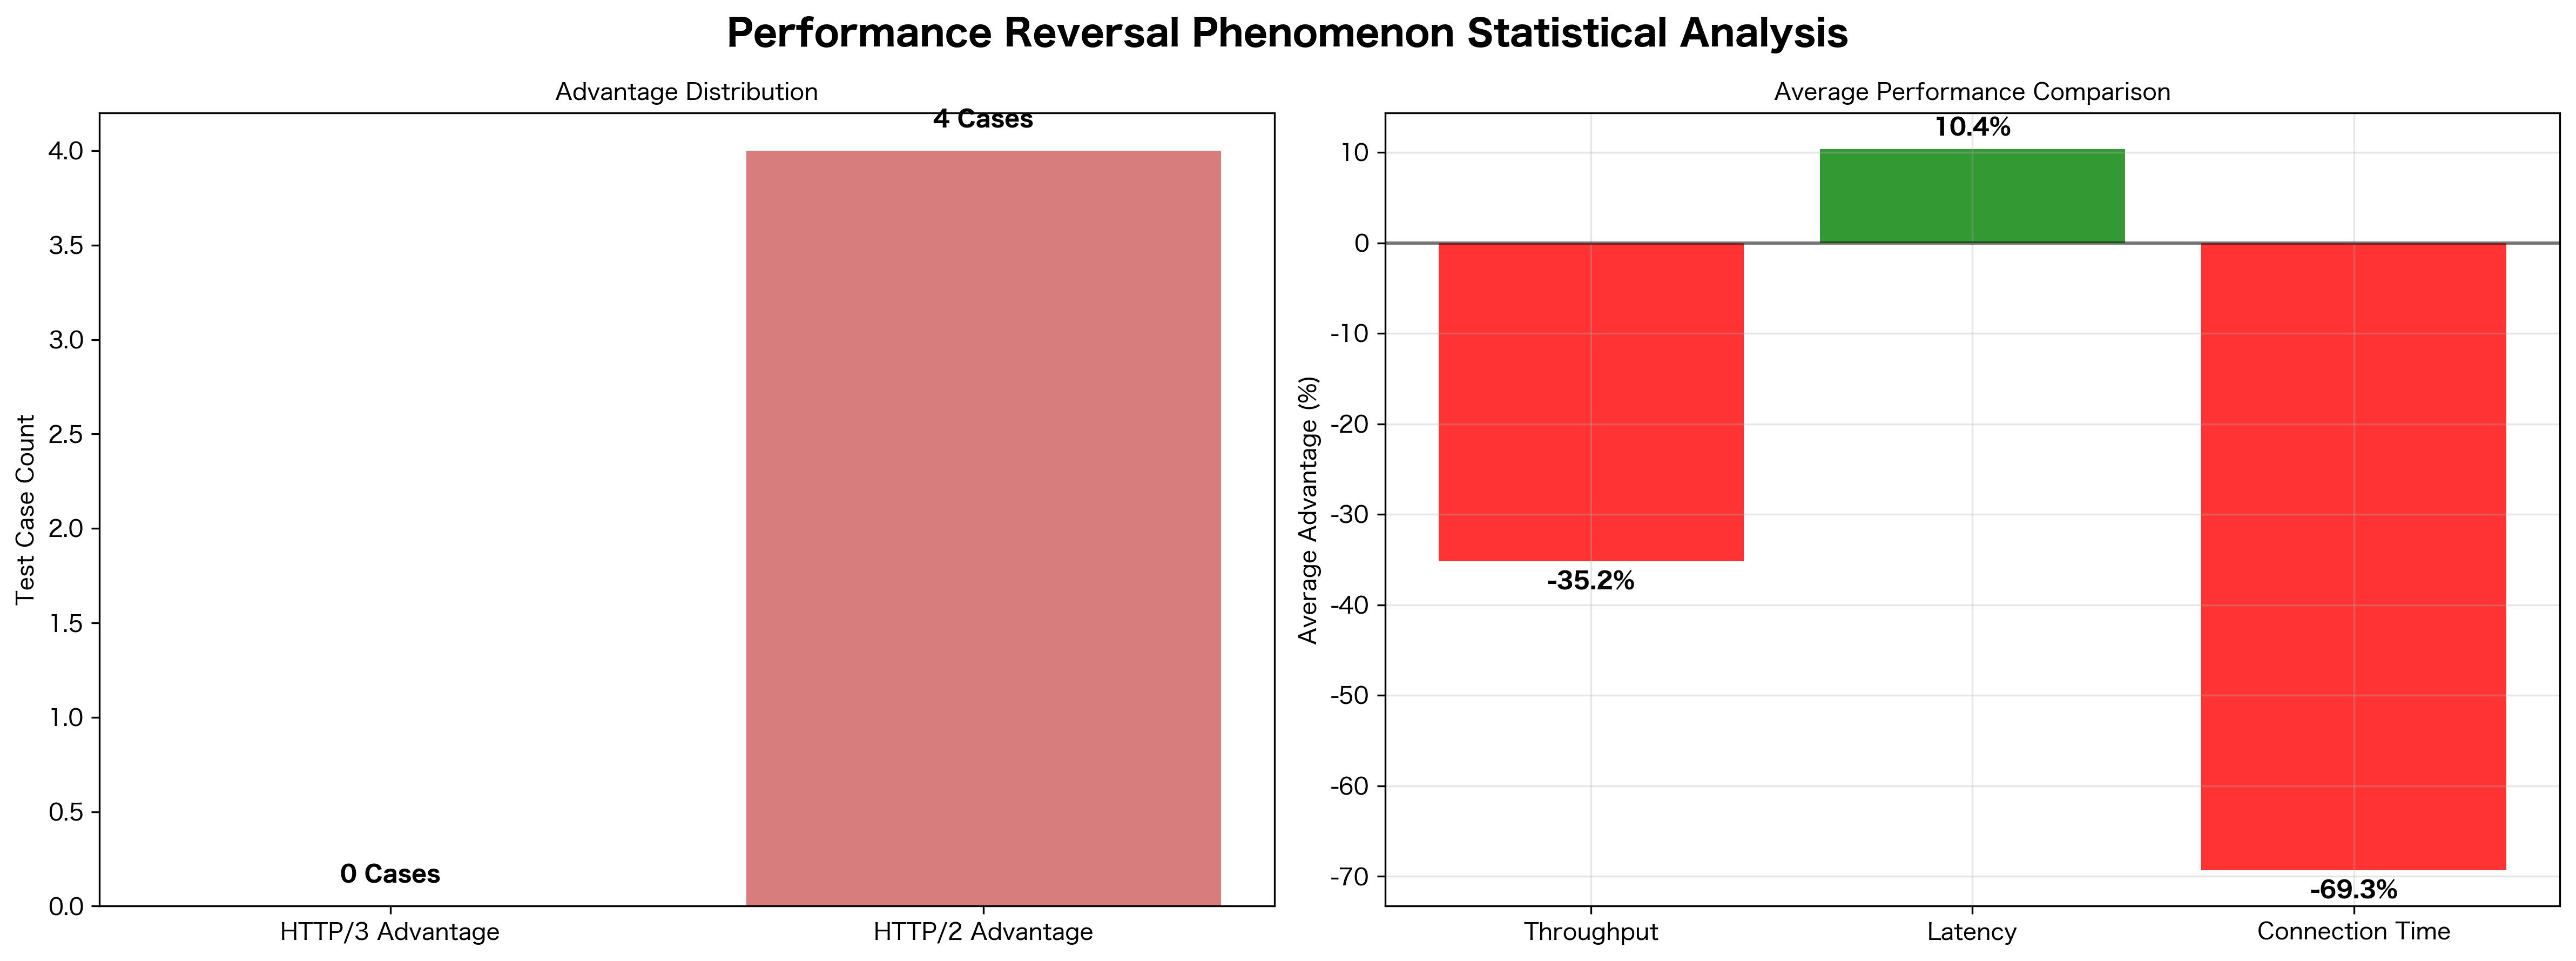 Performance Reversal Phenomenon Statistical Analysis
Advantage Distribution
4 Cases
4.0
3.5
3.0
2.5
2.0
1.5
1.0
0.5
0.0
Test Case Count
0 Cases
HTTP/3 Advantage
HTTP/2 Advantage
Average Performance Comparison
10.4%
10
0
-10
-20
-30
-40
-50
-60
-70
Average Advantage (%)
-35.2%
-69.3%
Throughput
Latency
Connection Time